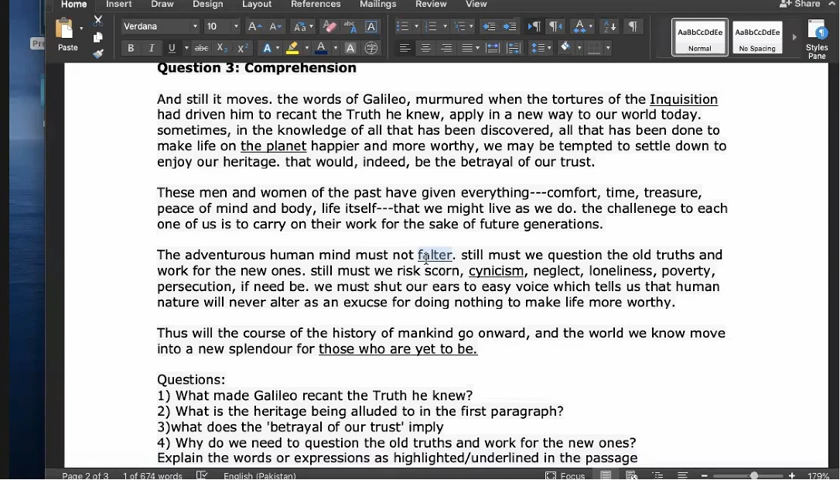 Home Insert Draw Design Layout References Mailings Review View Share
Verdana 10
Paste
B I U
AaBbCcDdEe AaBbCcDdEe
Normal No Spacing Styles Pane
Question 3: Comprehension
And still it moves. the words of Galileo, murmured when the tortures of the Inquisition
had driven him to recant the Truth he knew, apply in a new way to our world today.
sometimes, in the knowledge of all that has been discovered, all that has been done to
make life on the planet happier and more worthy, we may be tempted to settle down to
enjoy our heritage. that would, indeed, be the betrayal of our trust.
These men and women of the past have given everything---comfort, time, treasure,
peace of mind and body, life itself---that we might live as we do. the challenege to each
one of us is to carry on their work for the sake of future generations.
The adventurous human mind must not falter. still must we question the old truths and
work for the new ones. still must we risk scorn, cynicism, neglect, loneliness, poverty,
persecution, if need be. we must shut our ears to easy voice which tells us that human
nature will never alter as an exucse for doing nothing to make life more worthy.
Thus will the course of the history of mankind go onward, and the world we know move
into a new splendour for those who are yet to be.
Questions:
1) What made Galileo recant the Truth he knew?
2) What is the heritage being alluded to in the first paragraph?
3)what does the 'betrayal of our trust' imply
4) Why do we need to question the old truths and work for the new ones?
Explain the words or expressions as highlighted/underlined in the passage
Page 2 of 3 1 of 674 words English (Pakistan) Focus 179%